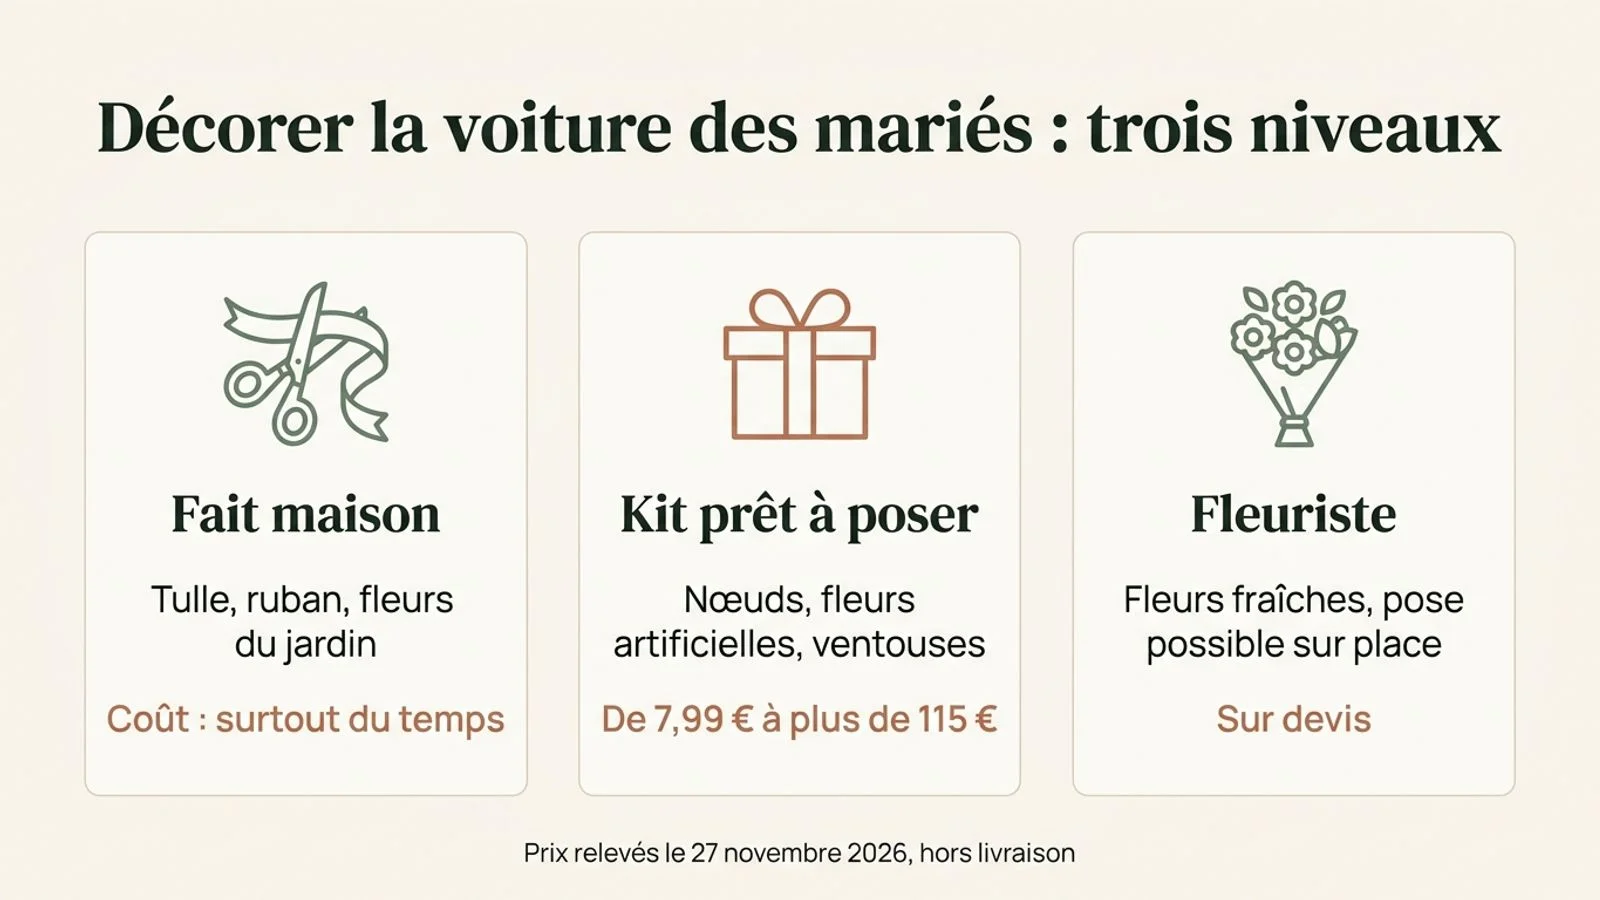 Décorer la voiture des mariés : trois niveaux
Fait maison
Tulle, ruban, fleurs
du jardin
Coût : surtout du temps
Kit prêt à poser
Nœuds, fleurs
artificielles, ventouses
De 7,99 € à plus de 115 €
Fleuriste
Fleurs fraîches, pose
possible sur place
Sur devis
Prix relevés le 27 novembre 2026, hors livraison